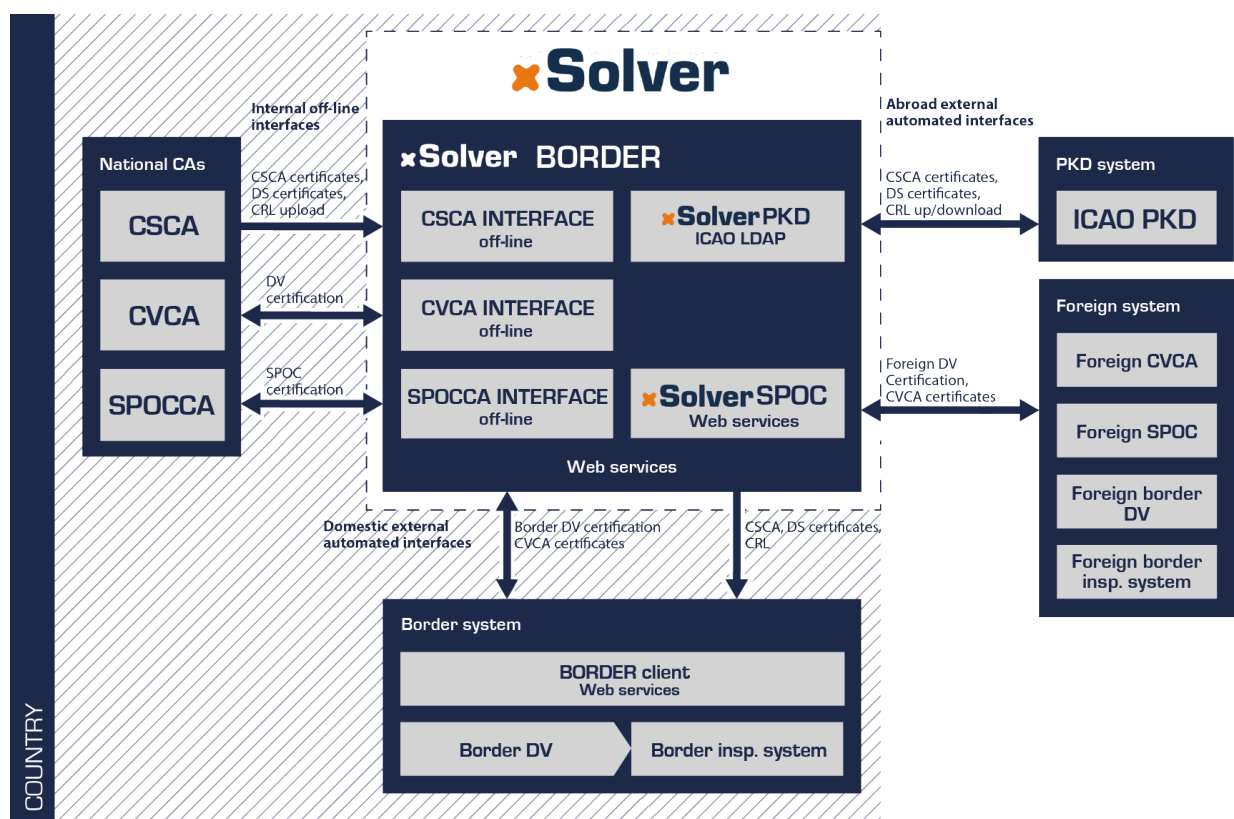 xSolver
Internal off-line
interfaces
Abroad external
automated interfaces
National CAs
CSCA
CVCA
SPOCCA
CSCA certificates,
DS certificates,
CRL upload
DV
certification
SPOC
certification
xSolver BORDER
CSCA INTERFACE
off-line
xSolver PKD
ICAO LDAP
CVCA INTERFACE
off-line
SPOCCA INTERFACE
off-line
xSolver SPOC
Web services
Web services
CSCA certificates,
DS certificates,
CRL up/download
Foreign DV
Certification,
CVCA certificates
PKD system
ICAO PKD
Foreign system
Foreign CVCA
Foreign SPOC
Foreign border
DV
Foreign border
insp. system
Domestic external
automated interfaces
Border DV certification
CVCA certificates
CSCA, DS certificates,
CRL
Border system
BORDER client
Web services
Border DV
Border insp. system
COUNTRY